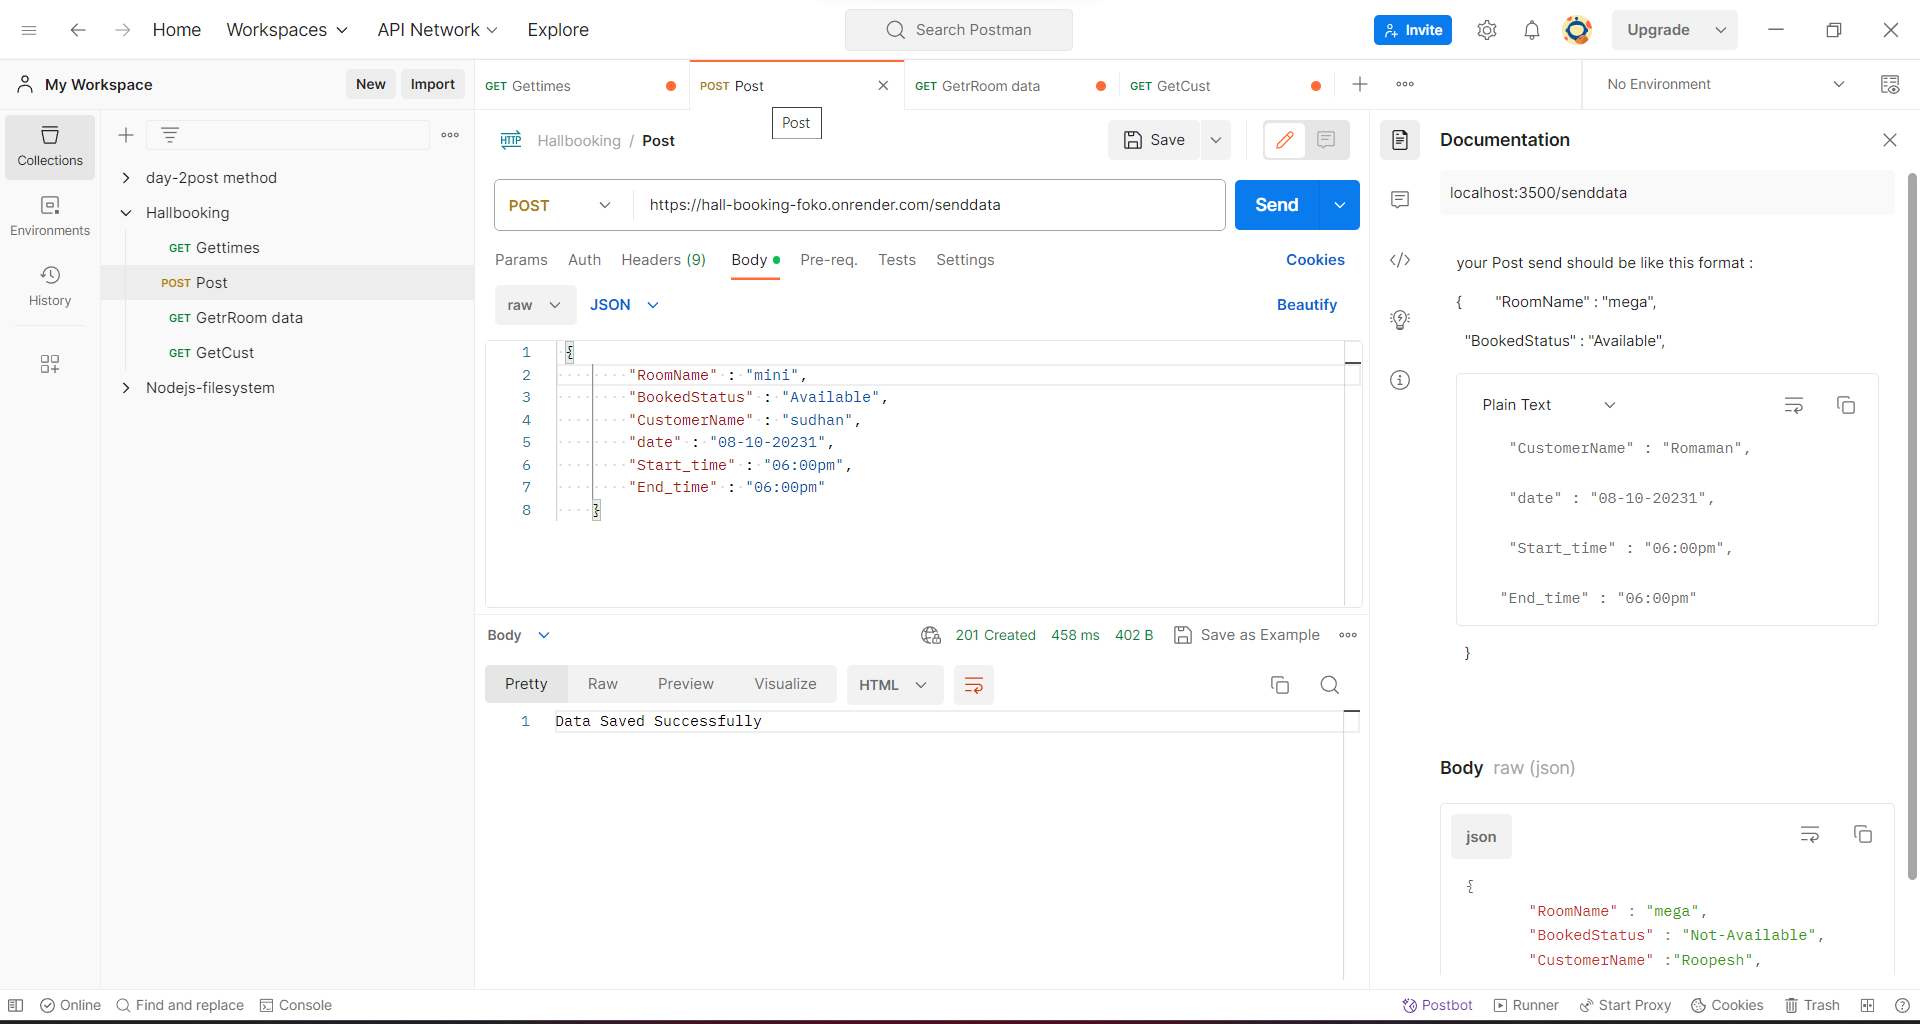 Home Workspaces API Network Explore Search Postman Invite Upgrade
My Workspace New Import GET Gettimes POST Post GET GetrRoom data GET GetCust No Environment
Post
Collections
Environments
History
day-2post method
Hallbooking
GET Gettimes
POST Post
GET GetrRoom data
GET GetCust
Nodejs-filesystem
HTTP Hallbooking / Post Save
POST https://hall-booking-foko.onrender.com/senddata Send
Params Auth Headers (9) Body Pre-req. Tests Settings Cookies
raw JSON Beautify
1 {
2 "RoomName" : "mini",
3 "BookedStatus" : "Available",
4 "CustomerName" : "sudhan",
5 "date" : "08-10-20231",
6 "Start_time" : "06:00pm",
7 "End_time" : "06:00pm"
8 }
Body 201 Created 458 ms 402 B Save as Example
Pretty Raw Preview Visualize HTML
1 Data Saved Successfully
Documentation
localhost:3500/senddata
your Post send should be like this format :
{ "RoomName" : "mega",
"BookedStatus" : "Available",
Plain Text
"CustomerName" : "Romaman",
"date" : "08-10-20231",
"Start_time" : "06:00pm",
"End_time" : "06:00pm"
}
Body raw (json)
json
{
"RoomName" : "mega",
"BookedStatus" : "Not-Available",
"CustomerName" :"Roopesh",
Online Find and replace Console Postbot Runner Start Proxy Cookies Trash